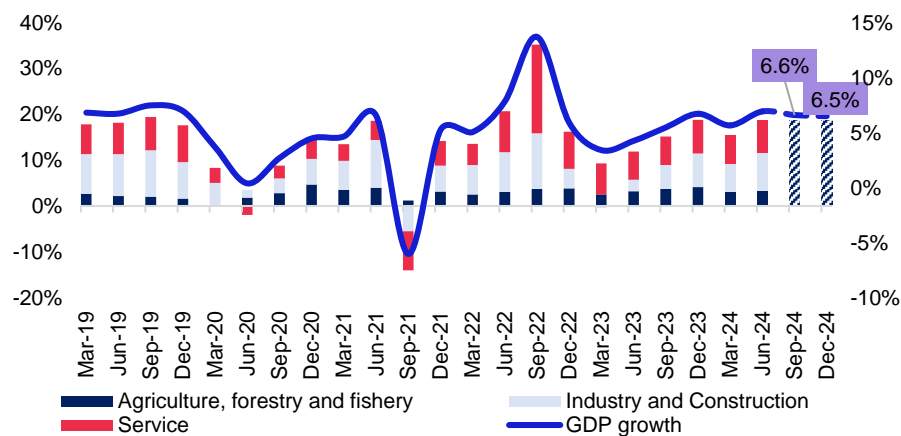 40%
30%
20%
10%
0%
-10%
-20%
15%
10%
5%
0%
-5%
-10%
6.6%
6.5%
Mar-19
Jun-19
Sep-19
Dec-19
Mar-20
Jun-20
Sep-20
Dec-20
Mar-21
Jun-21
Sep-21
Dec-21
Mar-22
Jun-22
Sep-22
Dec-22
Mar-23
Jun-23
Sep-23
Dec-23
Mar-24
Jun-24
Sep-24
Dec-24
Agriculture, forestry and fishery
Industry and Construction
Service
GDP growth